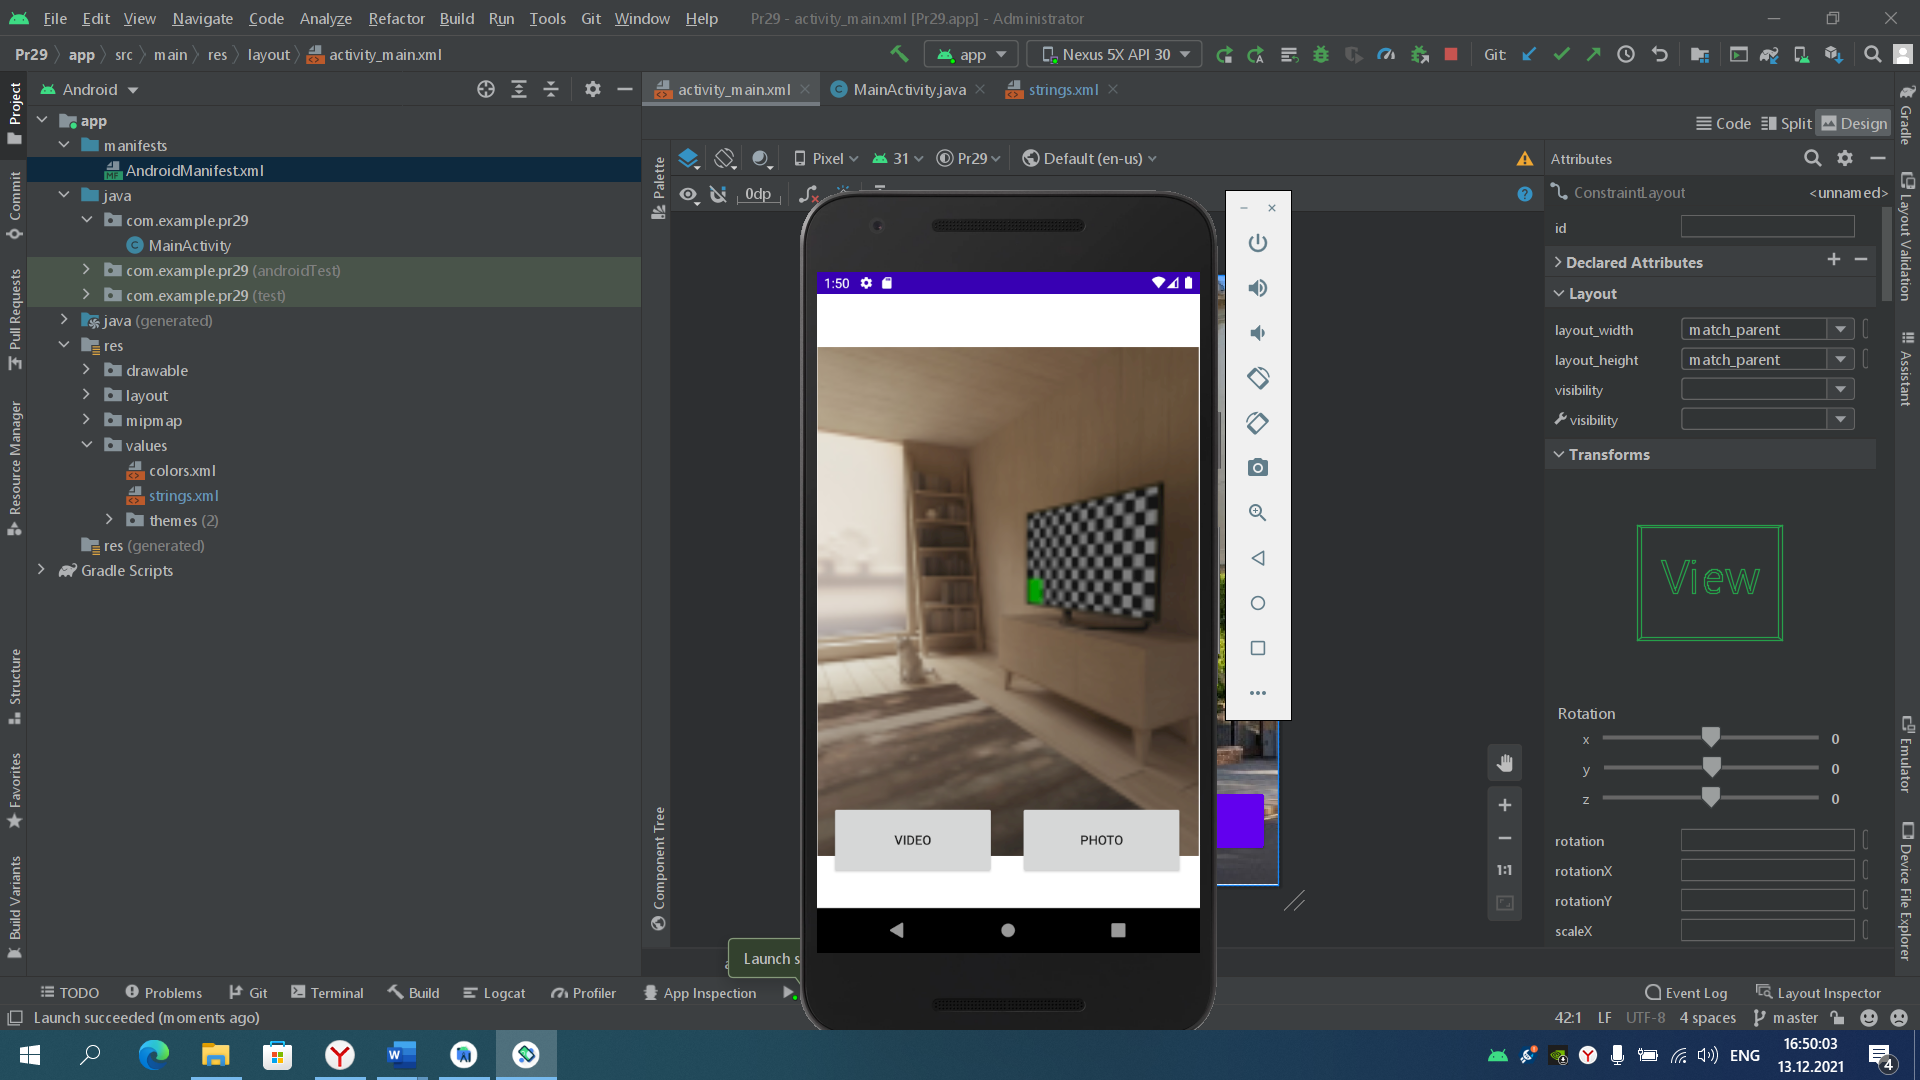 File Edit View Navigate Code Analyze Refactor Build Run Tools Git Window Help Pr29 - activity_main.xml [Pr29.app] - Administrator
Pr29 app src main res layout activity_main.xml app Nexus 5X API 30 Git:
Android activity_main.xml MainActivity.java strings.xml
Code Split Design
app
manifests
AndroidManifest.xml
java
com.example.pr29
MainActivity
com.example.pr29 (androidTest)
com.example.pr29 (test)
java (generated)
res
drawable
layout
mipmap
values
colors.xml
strings.xml
themes (2)
res (generated)
Gradle Scripts
Project
Commit
Pull Requests
Resource Manager
Structure
Favorites
Build Variants
Palette
Component Tree
Pixel 31 Pr29 Default (en-us)
0dp
1:50
VIDEO PHOTO
Launch s
1:1
Attributes
ConstraintLayout <unnamed>
id
Declared Attributes
Layout
layout_width match_parent
layout_height match_parent
visibility
visibility
Transforms
View
Rotation
x 0
y 0
z 0
rotation
rotationX
rotationY
scaleX
Gradle
Layout Validation
Assistant
Emulator
Device File Explorer
TODO Problems Git Terminal Build Logcat Profiler App Inspection Event Log Layout Inspector
Launch succeeded (moments ago) 42:1 LF UTF-8 4 spaces master
ENG 16:50:03
13.12.2021
4